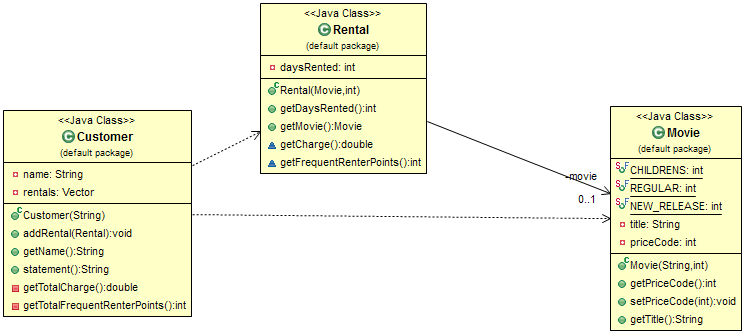 <<Java Class>>
Rental
(default package)
daysRented: int
Rental(Movie,int)
getDaysRented():int
getMovie():Movie
getCharge():double
getFrequentRenterPoints():int
<<Java Class>>
Customer
(default package)
name: String
rentals: Vector
Customer(String)
addRental(Rental):void
getName():String
statement():String
getTotalCharge():double
getTotalFrequentRenterPoints():int
-movie
0..1
<<Java Class>>
Movie
(default package)
CHILDRENS: int
REGULAR: int
NEW_RELEASE: int
title: String
priceCode: int
Movie(String,int)
getPriceCode():int
setPriceCode(int):void
getTitle():String